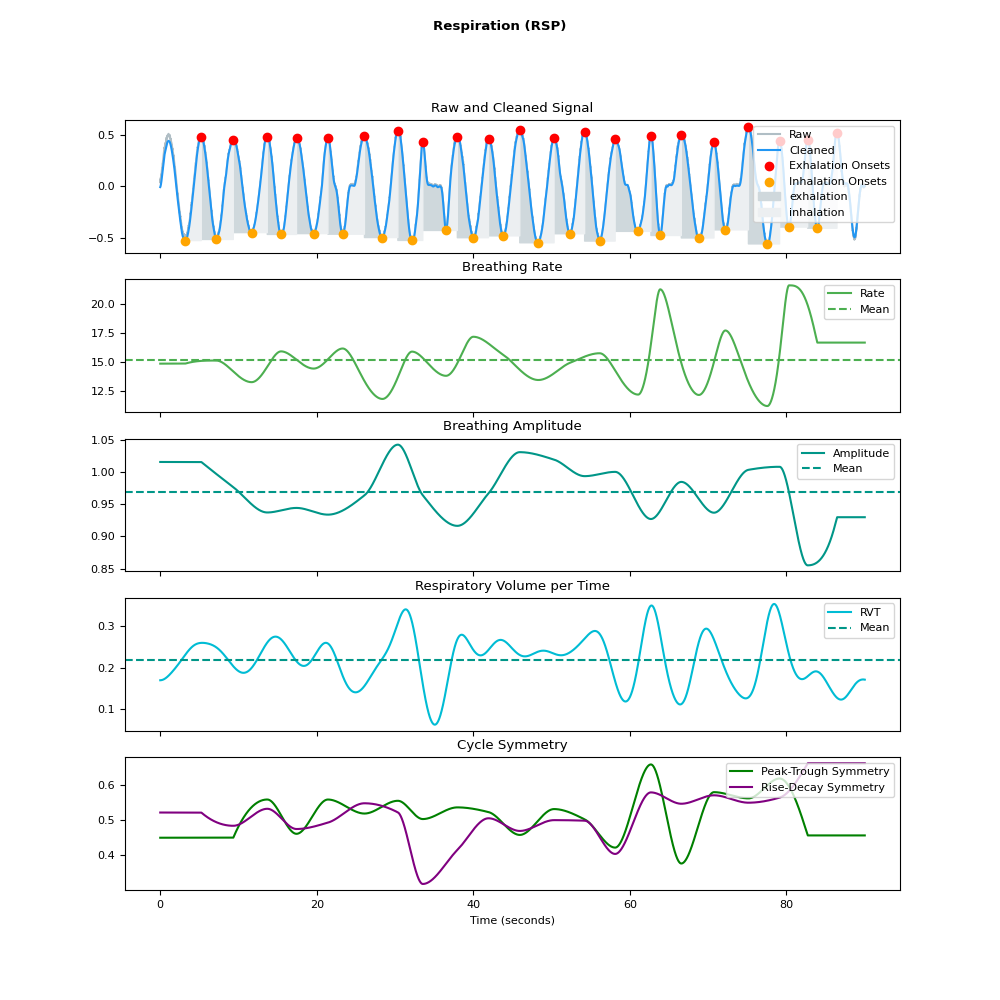 Respiration (RSP)
Raw and Cleaned Signal
0.5
0.0
−0.5
Raw
Cleaned
Exhalation Onsets
Inhalation Onsets
exhalation
inhalation
Breathing Rate
20.0
17.5
15.0
12.5
Rate
Mean
Breathing Amplitude
1.05
1.00
0.95
0.90
0.85
Amplitude
Mean
Respiratory Volume per Time
0.3
0.2
0.1
RVT
Mean
Cycle Symmetry
0.6
0.5
0.4
Peak-Trough Symmetry
Rise-Decay Symmetry
0 20 40 60 80
Time (seconds)